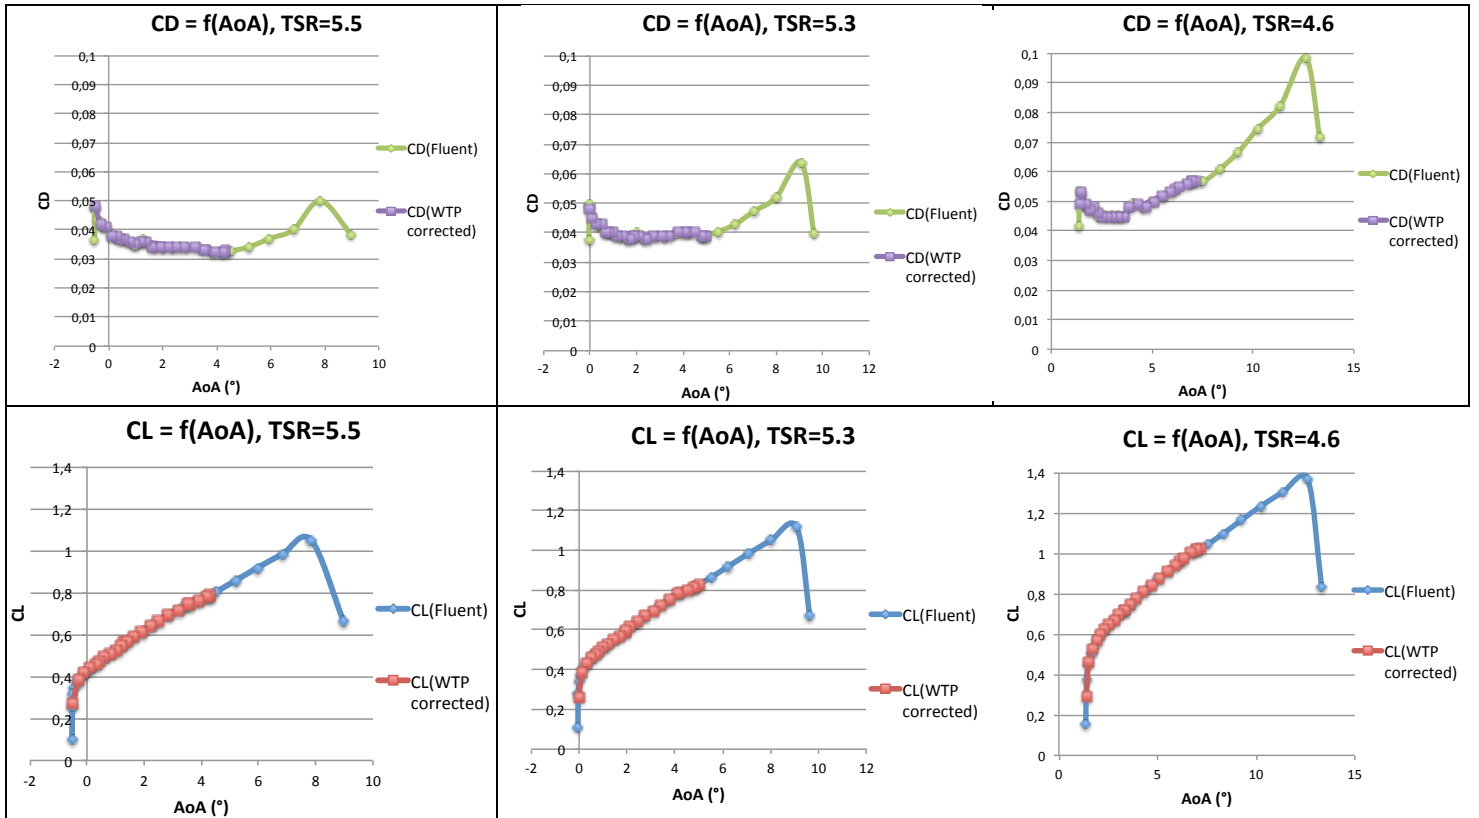 CD = f(AoA), TSR=5.5
0,1
0,09
0,08
0,07
0,06
0,05
0,04
0,03
0,02
0,01
0
-2
0
2
4
6
8
10
CD
AoA (°)
CD(Fluent)
CD(WTP
corrected)
CD = f(AoA), TSR=5.3
0,1
0,09
0,08
0,07
0,06
0,05
0,04
0,03
0,02
0,01
0
-2
0
2
4
6
8
10
12
CD
AoA (°)
CD(Fluent)
CD(WTP
corrected)
CD = f(AoA), TSR=4.6
0,1
0,09
0,08
0,07
0,06
0,05
0,04
0,03
0,02
0,01
0
0
5
10
15
CD
AoA (°)
CD(Fluent)
CD(WTP
corrected)
CL = f(AoA), TSR=5.5
1,4
1,2
1
0,8
0,6
0,4
0,2
0
-2
0
2
4
6
8
10
CL
AoA (°)
CL(Fluent)
CL(WTP
corrected)
CL = f(AoA), TSR=5.3
1,4
1,2
1
0,8
0,6
0,4
0,2
0
-2
0
2
4
6
8
10
12
CL
AoA (°)
CL(Fluent)
CL(WTP
corrected)
CL = f(AoA), TSR=4.6
1,4
1,2
1
0,8
0,6
0,4
0,2
0
0
5
10
15
CL
AoA (°)
CL(Fluent)
CL(WTP
corrected)